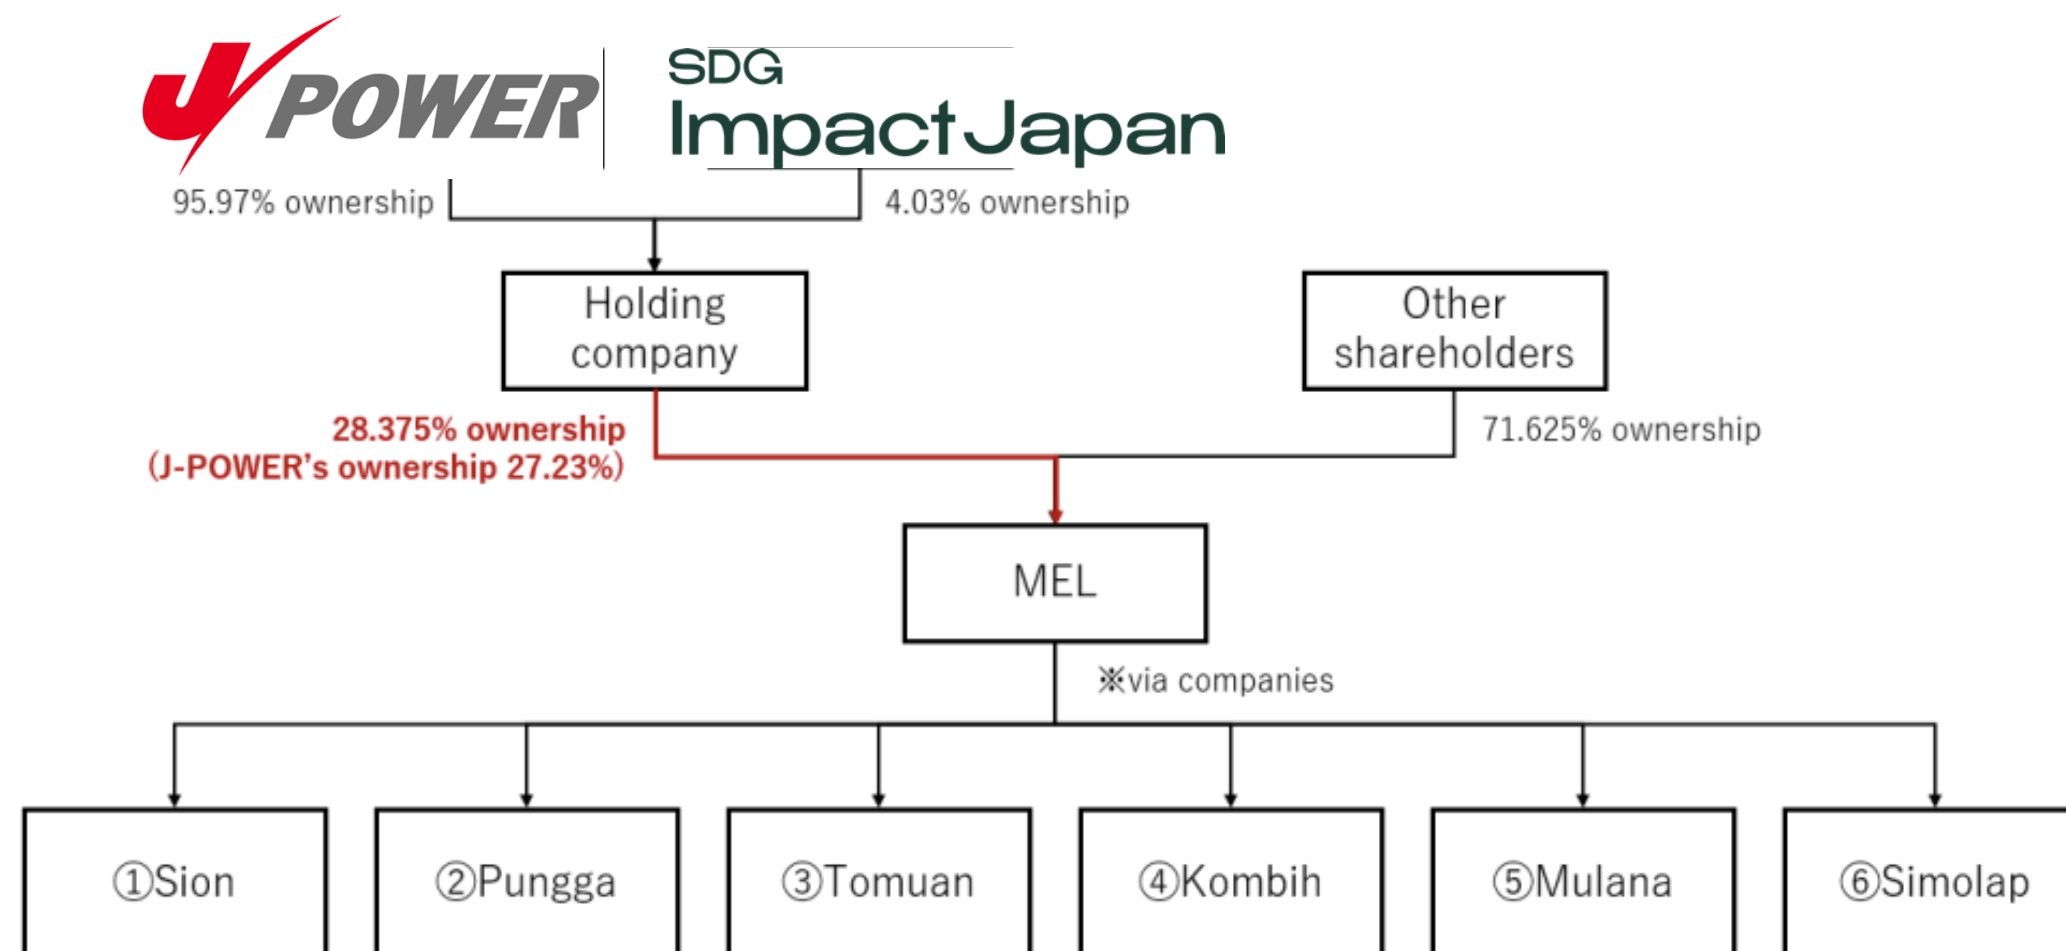 J POWER
SDG
Impact Japan
95.97% ownership
4.03% ownership
Holding
company
Other
shareholders
28.375% ownership
(J-POWER's ownership 27.23%)
71.625% ownership
MEL
※via companies
①Sion
②Pungga
③Tomuan
④Kombih
⑤Mulana
⑥Simolap